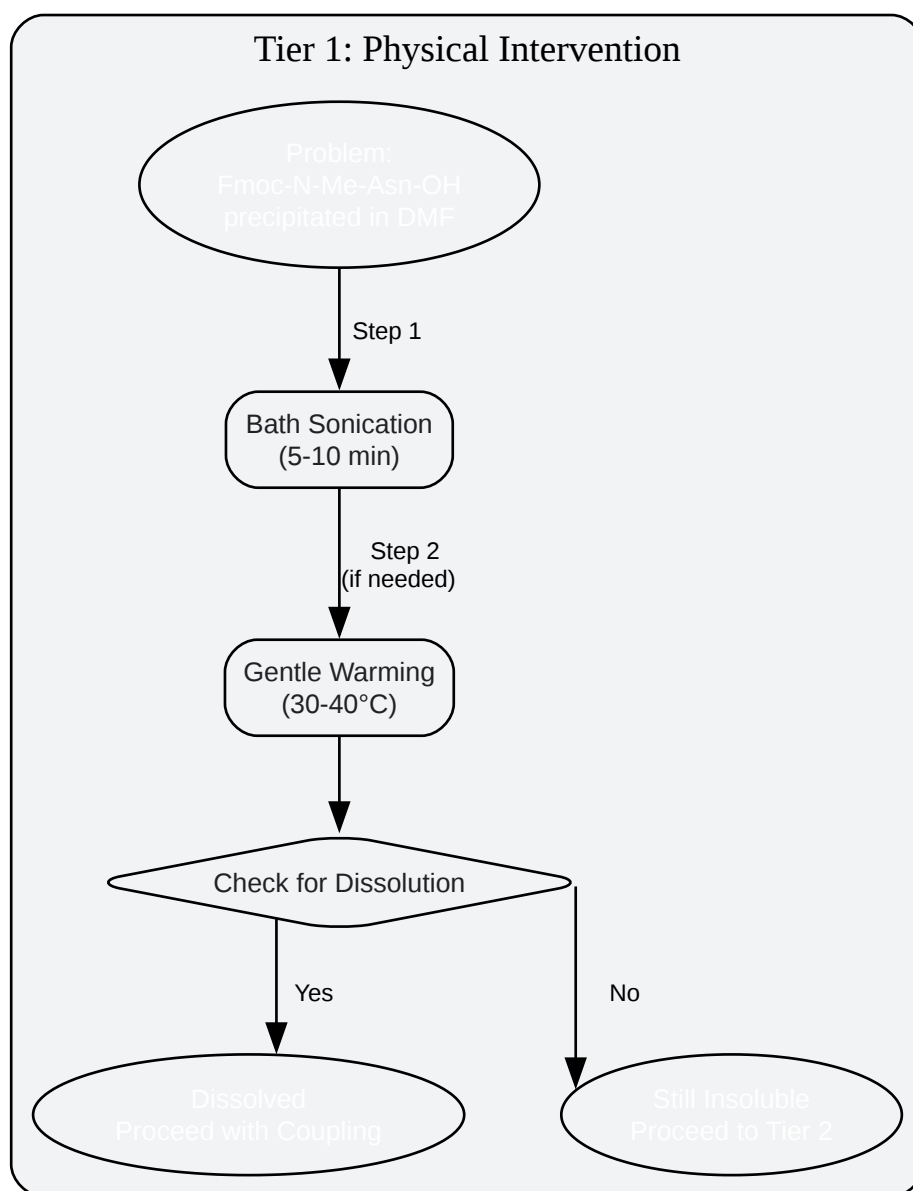 Tier 1: Physical Intervention
Problem:
Fmoc-N-Me-Asn-OH
precipitated in DMF
Step 1
Bath Sonication
(5-10 min)
Step 2
(if needed)
Gentle Warming
(30-40°C)
Check for Dissolution
Yes
No
Dissolved
Proceed with Coupling
Still Insoluble
Proceed to Tier 2